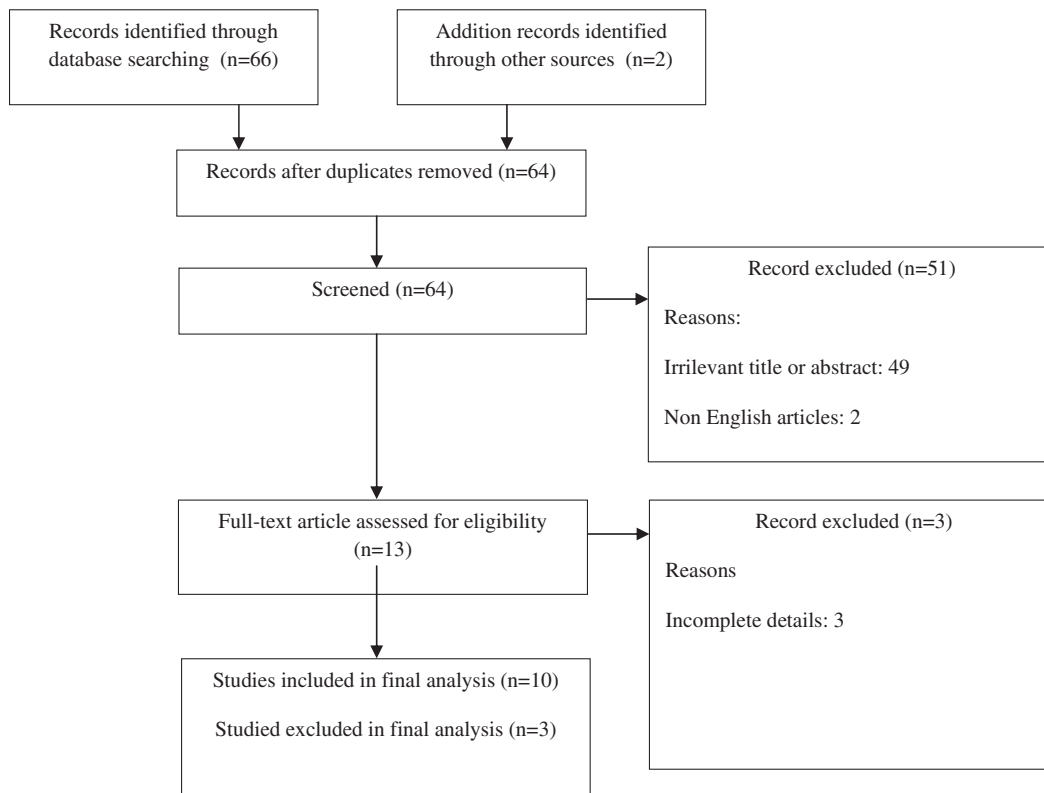 Records identified through
database searching (n=66)
Addition records identified
through other sources (n=2)
Records after duplicates removed (n=64)
Screened (n=64)
Record excluded (n=51)
Reasons:
Irrilevant title or abstract: 49
Non English articles: 2
Full-text article assessed for eligibility
(n=13)
Record excluded (n=3)
Reasons
Incomplete details: 3
Studies included in final analysis (n=10)
Studied excluded in final analysis (n=3)